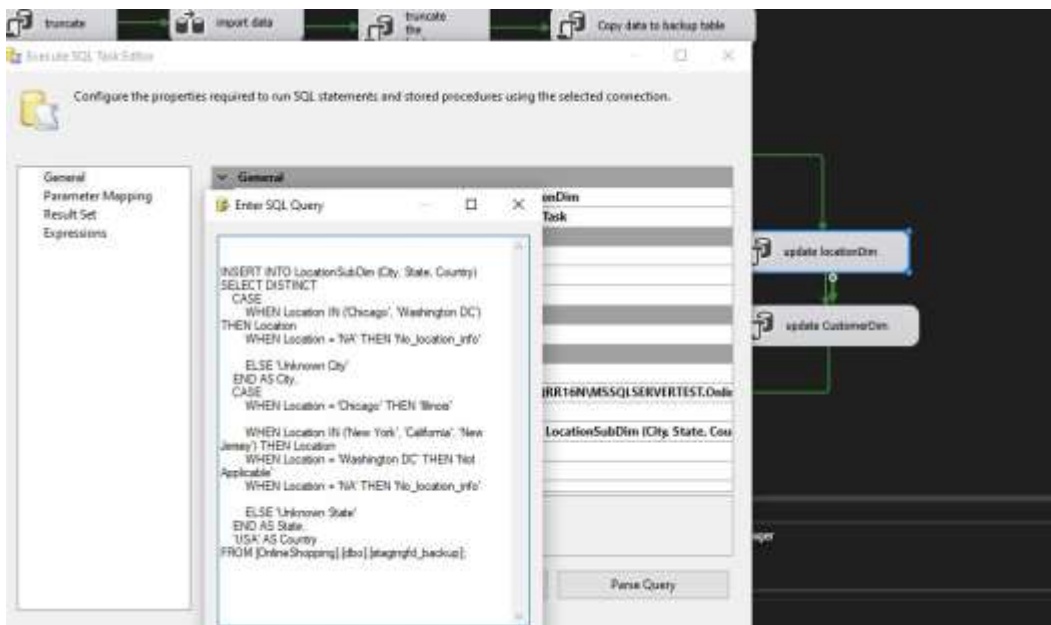 truncate
import data
truncate
the
Copy data to backup table
Execute SQL Task Editor
Configure the properties required to run SQL statements and stored procedures using the selected connection.
General
Parameter Mapping
Result Set
Expressions
General
onDim
Task
Enter SQL Query
INSERT INTO LocationSubDim (City, State, Country)
SELECT DISTINCT
CASE
WHEN Location IN ('Chicago', 'Washington DC')
THEN Location
WHEN Location = 'NA' THEN 'No_location_info'
ELSE 'Unknown City'
END AS City,
CASE
WHEN Location = 'Chicago' THEN 'Illinois'
WHEN Location IN ('New York', 'California', 'New
Jersey') THEN Location
WHEN Location = 'Washington DC' THEN 'Not
Applicable'
WHEN Location = 'NA' THEN 'No_location_info'
ELSE 'Unknown State'
END AS State,
'USA' AS Country
FROM [OnlineShopping].[dbo].[stagingfd_backup];
RR16N\MSSQLSERVERTEST.Onlin
LocationSubDim (City, State, Cou
Parse Query
update locationDim
update CustomerDim